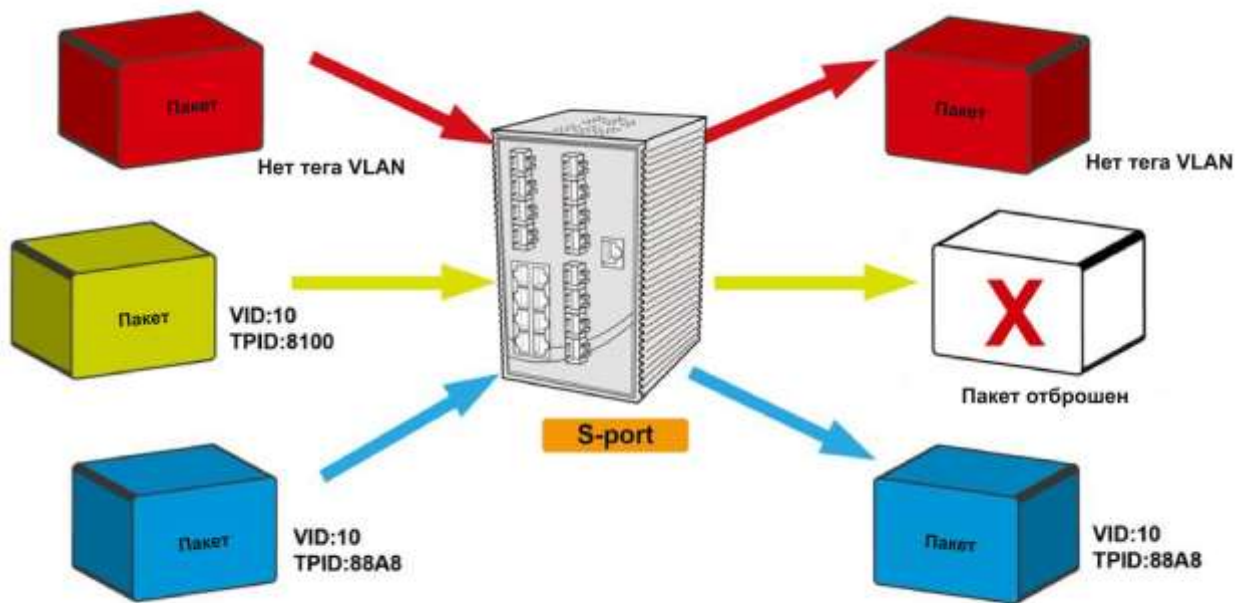 Пакет
Нет тега VLAN
Пакет
Нет тега VLAN
Пакет
VID:10
TPID:8100
X
Пакет отброшен
S-port
Пакет
VID:10
TPID:88A8
Пакет
VID:10
TPID:88A8